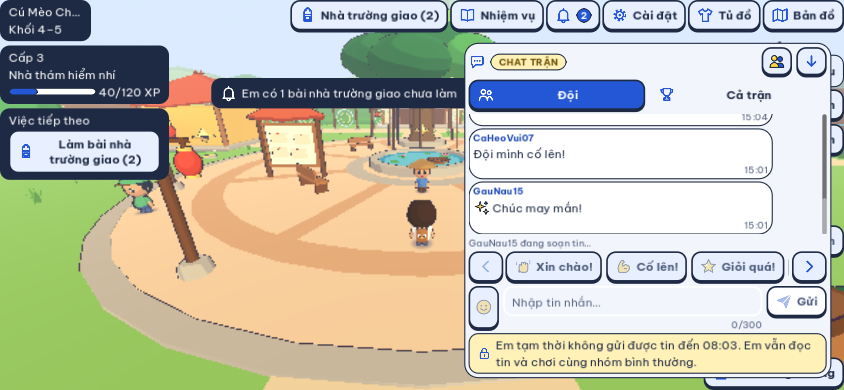 Cú Mèo Ch...
Khối 4-5
Nhà trường giao (2)
Nhiệm vụ
2
Cài đặt
Tủ đồ
Bản đồ
Cấp 3
Nhà thám hiểm nhí
40/120 XP
Việc tiếp theo
Làm bài nhà
trường giao (2)
Em có 1 bài nhà trường giao chưa làm
CHAT TRẬN
Đội
Cả trận
15:04
CaHeoVui07
Đội mình cố lên!
15:01
GauNau15
✨ Chúc may mắn!
15:01
GauNau15 đang soạn tin...
Xin chào!
Cố lên!
Giỏi quá!
Nhập tin nhắn...
Gửi
0/300
Em tạm thời không gửi được tin đến 08:03. Em vẫn đọc
tin và chơi cùng nhóm bình thường.